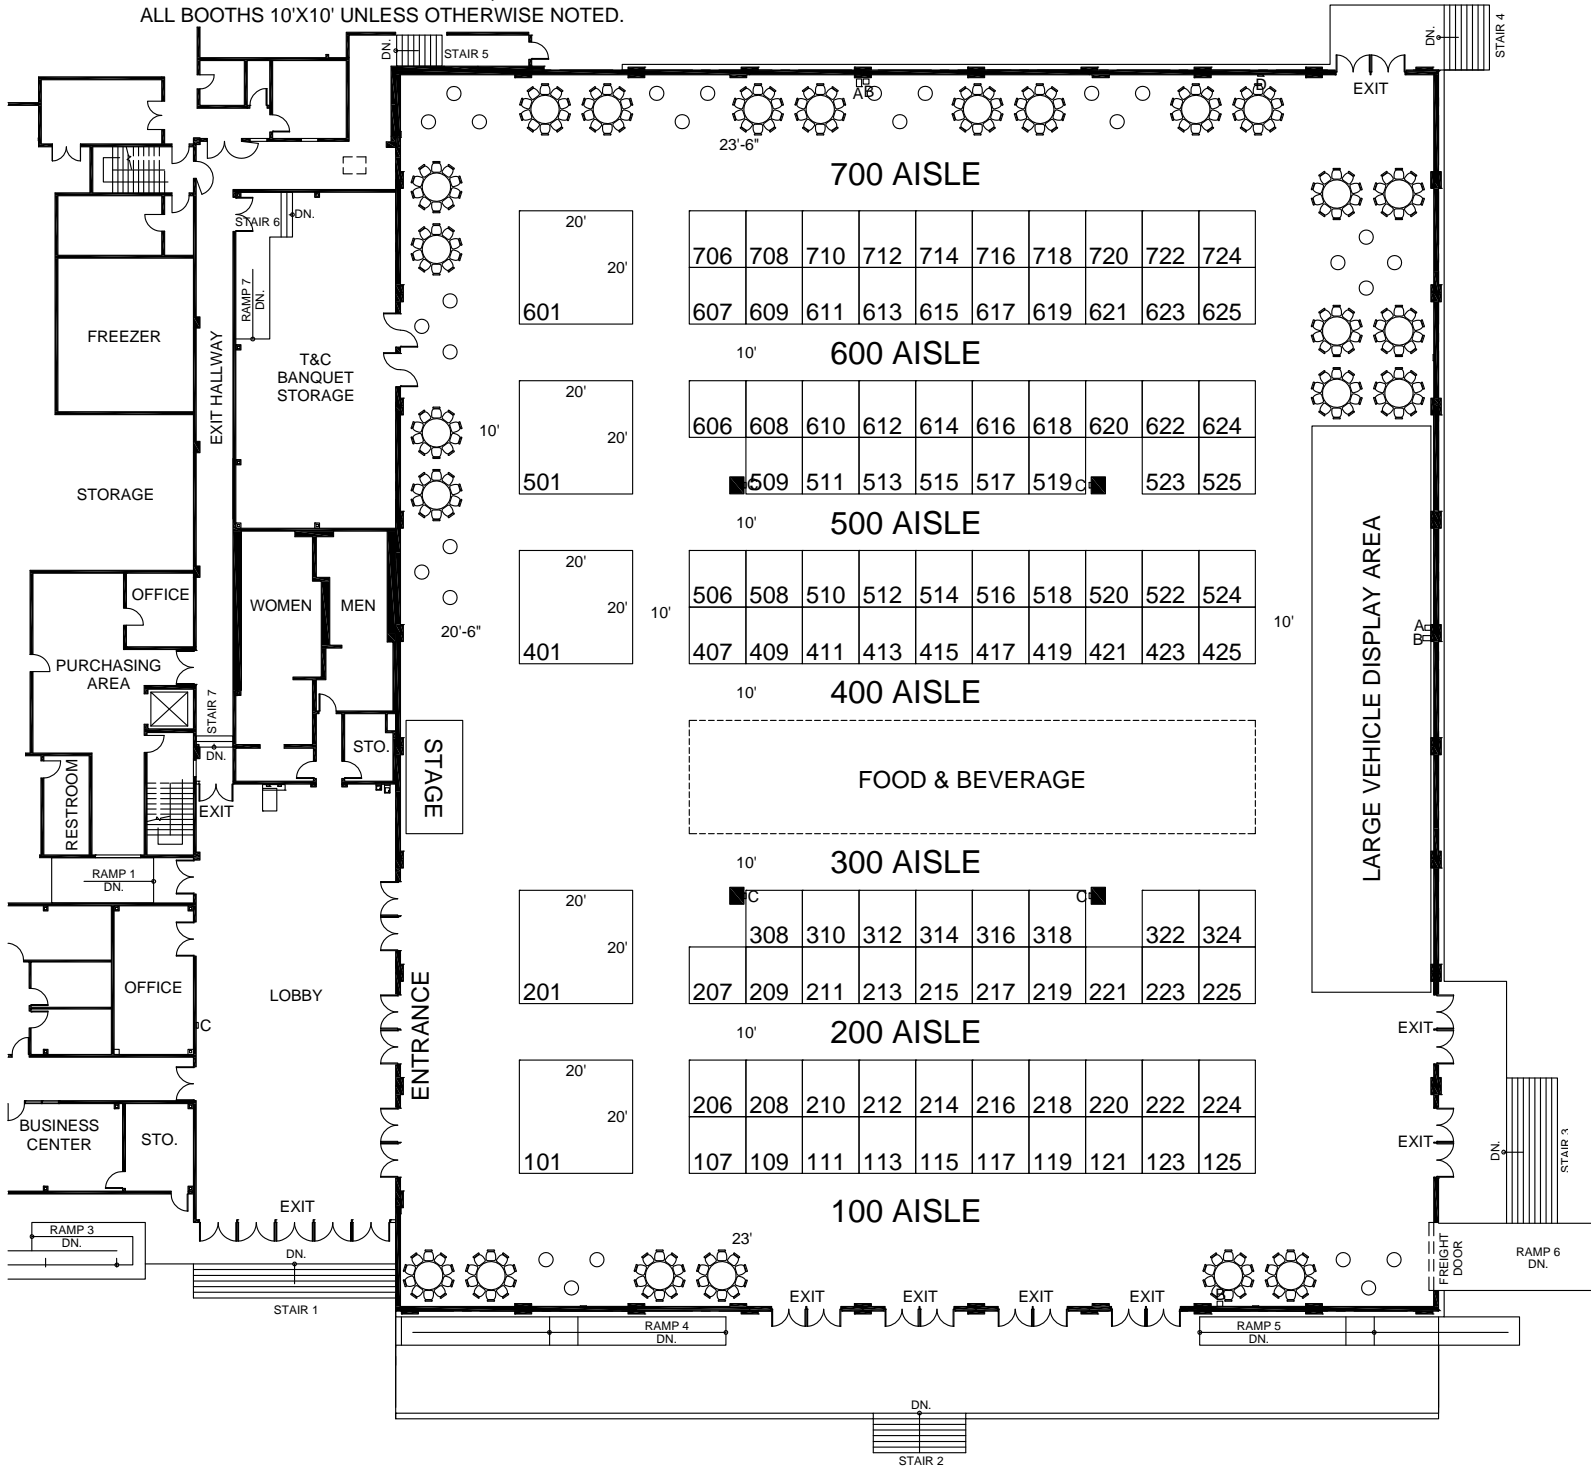 ALL BOOTHS 10'X10' UNLESS OTHERWISE NOTED.
DN.
STAIR 5
DN.
STAIR 4
EXIT
A
B
D
23'-6"
700 AISLE
STAIR 6
DN.
RAMP 7
DN.
20'
20'
601
706 708 710 712 714 716 718 720 722 724
607 609 611 613 615 617 619 621 623 625
FREEZER
EXIT HALLWAY
T&C
BANQUET
STORAGE
10'
600 AISLE
20'
20'
10'
501
606 608 610 612 614 616 618 620 622 624
C
509 511 513 515 517 519
C
523 525
STORAGE
10'
500 AISLE
LARGE VEHICLE DISPLAY AREA
OFFICE
WOMEN
MEN
20'
20'
10'
401
506 508 510 512 514 516 518 520 522 524
407 409 411 413 415 417 419 421 423 425
10'
A
B
20'-6"
PURCHASING
AREA
STAIR 7
DN.
10'
400 AISLE
STO.
STAGE
FOOD & BEVERAGE
RESTROOM
EXIT
10'
300 AISLE
RAMP 1
DN.
C
C
20'
20'
201
308 310 312 314 316 318 322 324
207 209 211 213 215 217 219 221 223 225
OFFICE
LOBBY
C
ENTRANCE
10'
200 AISLE
EXIT
20'
20'
101
206 208 210 212 214 216 218 220 222 224
107 109 111 113 115 117 119 121 123 125
BUSINESS
CENTER
STO.
EXIT
DN.
STAIR 3
100 AISLE
EXIT
RAMP 3
DN.
DN.
STAIR 1
23'
FREIGHT
DOOR
RAMP 6
DN.
EXIT
EXIT
EXIT
EXIT
RAMP 4
DN.
RAMP 5
DN.
DN.
STAIR 2